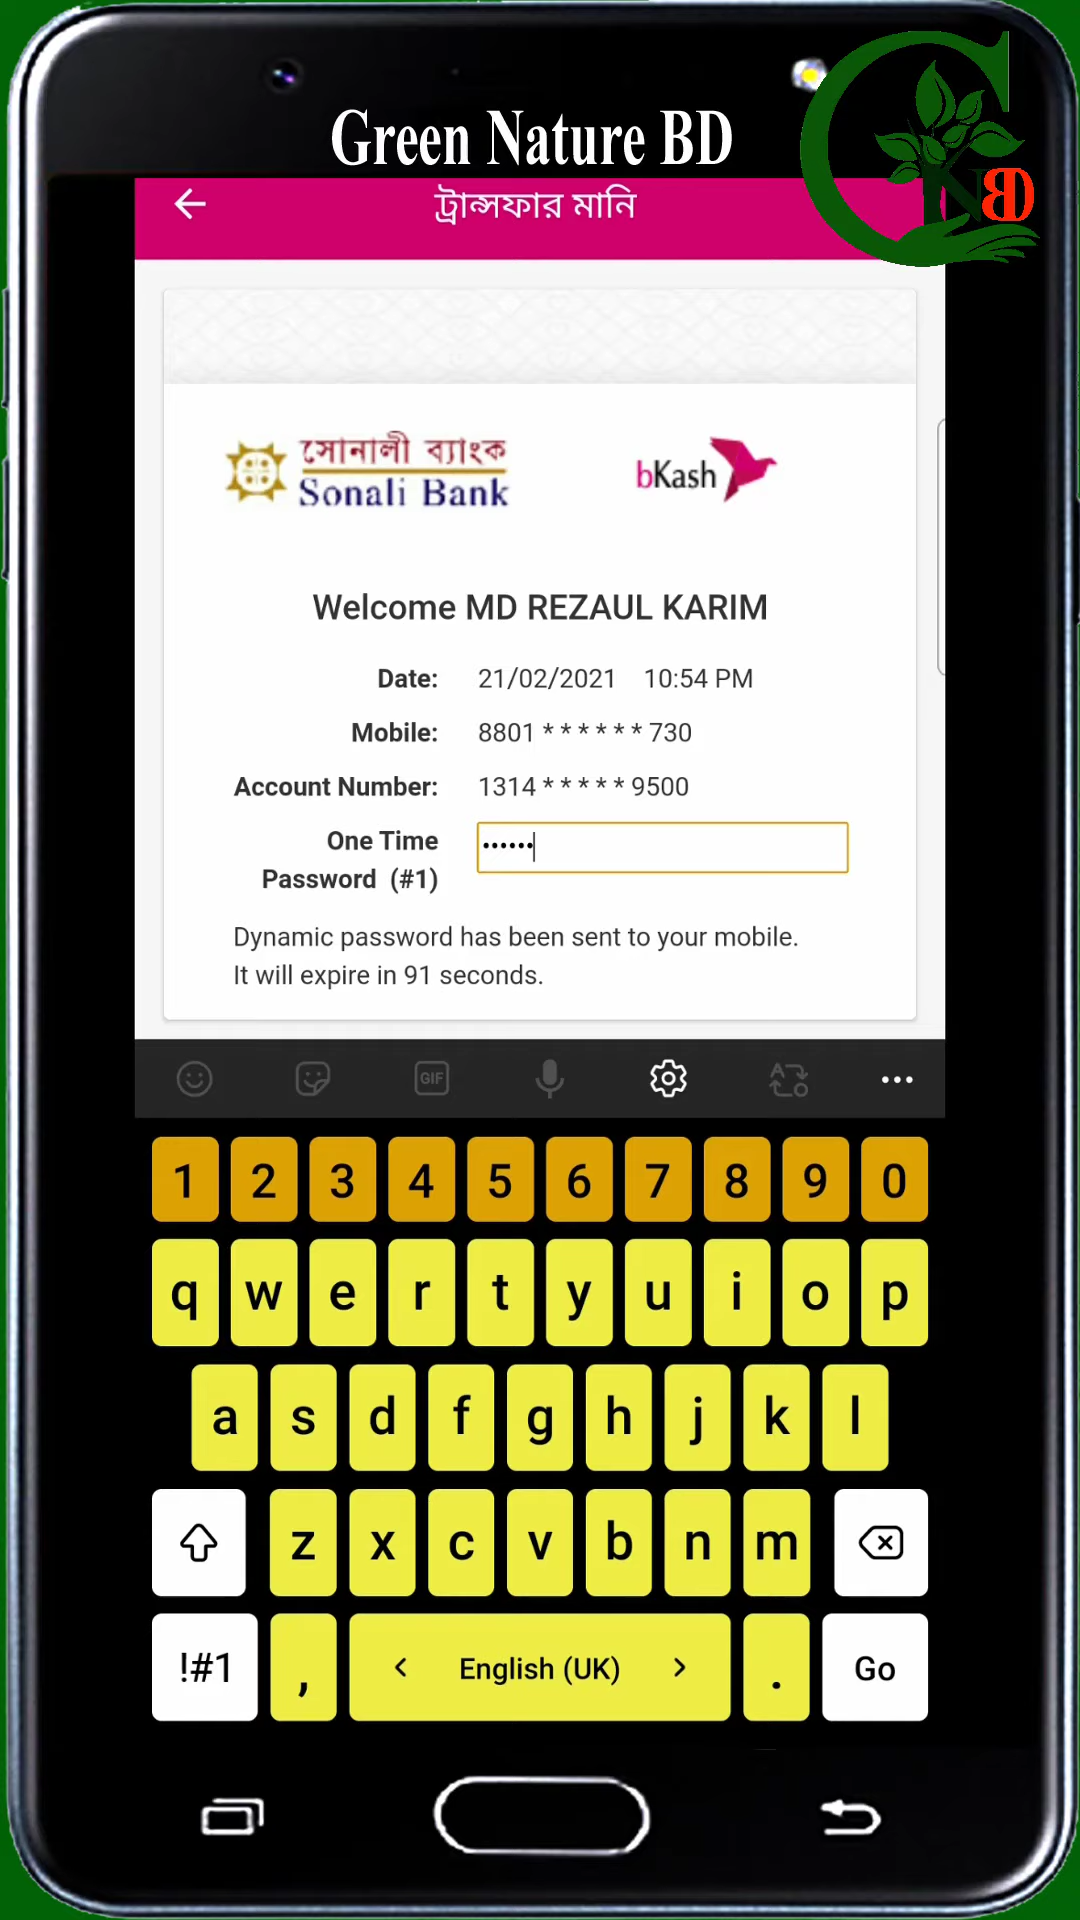 Green Nature BD
NBD
ট্রান্সফার মানি
সোনালী ব্যাংক
Sonali Bank
bKash
Welcome MD REZAUL KARIM
Date: 21/02/2021 10:54 PM
Mobile: 8801 * * * * * * 730
Account Number: 1314 * * * * * 9500
One Time
Password (#1)
••••••
Dynamic password has been sent to your mobile.
It will expire in 91 seconds.
GIF
1 2 3 4 5 6 7 8 9 0
q w e r t y u i o p
a s d f g h j k l
z x c v b n m
!#1 , < English (UK) > . Go